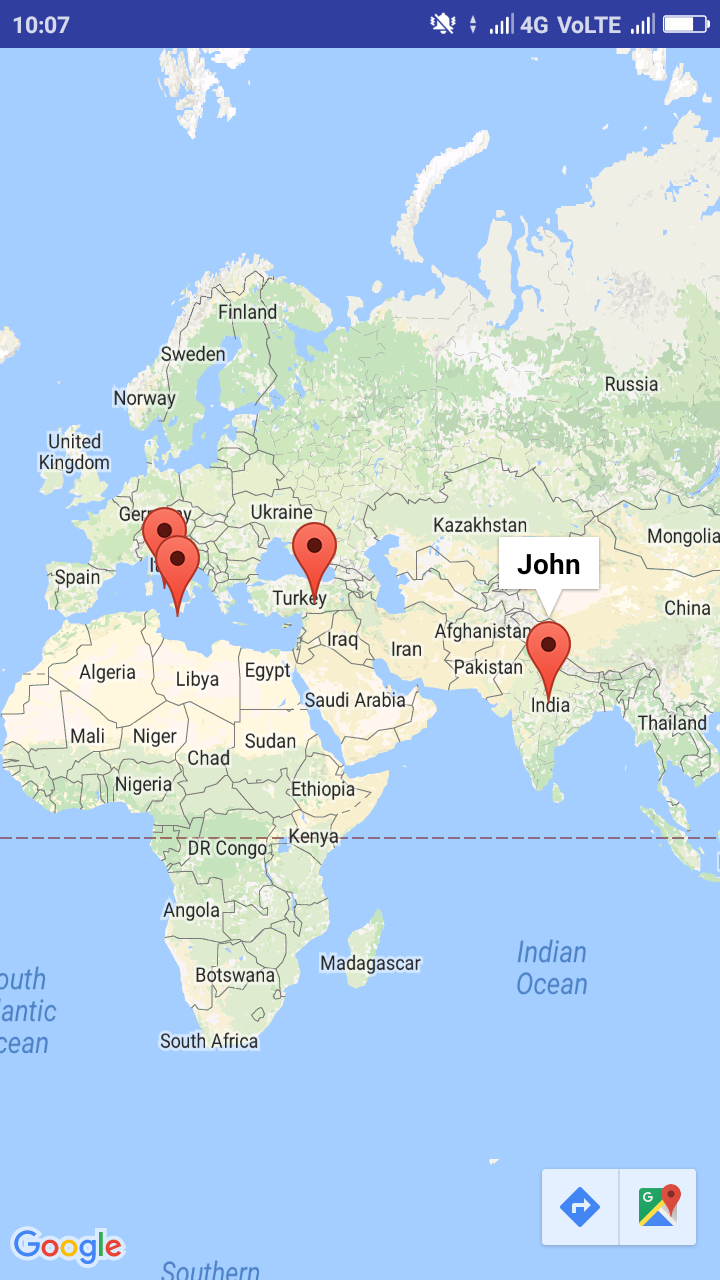 10:07
4G VoLTE
Finland
Sweden
Norway
Russia
United
Kingdom
Ukraine
Kazakhstan
Mongolia
John
Spain
Turkey
China
Afghanistan
Iraq
Iran
Pakistan
Algeria
Libya
Egypt
Saudi Arabia
India
Thailand
Mali
Niger
Sudan
Chad
Nigeria
Ethiopia
Kenya
DR Congo
Angola
Indian
Ocean
Madagascar
Botswana
outh
antic
cean
South Africa
G
Google
Southern